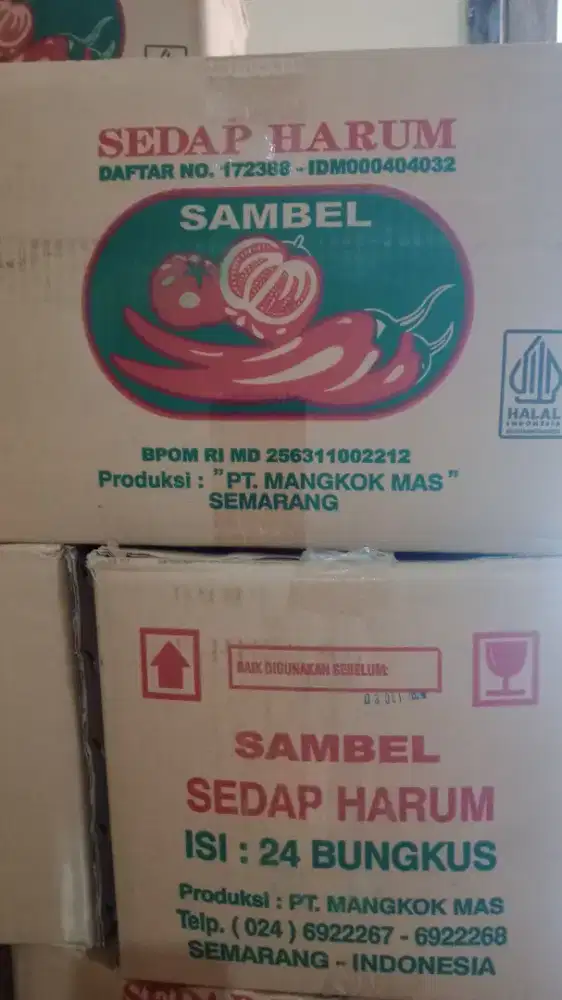 SEDAP HARUM
DAFTAR NO. 172388 - IDM000404032
SAMBEL
HALAL
INDONESIA
BPOM RI MD 256311002212
Produksi : "PT. MANGKOK MAS"
SEMARANG
BAIK DIGUNAKAN SEBELUM:
SAMBEL
SEDAP HARUM
ISI : 24 BUNGKUS
Produksi : PT. MANGKOK MAS
Telp. ( 024 ) 6922267 - 6922268
SEMARANG - INDONESIA